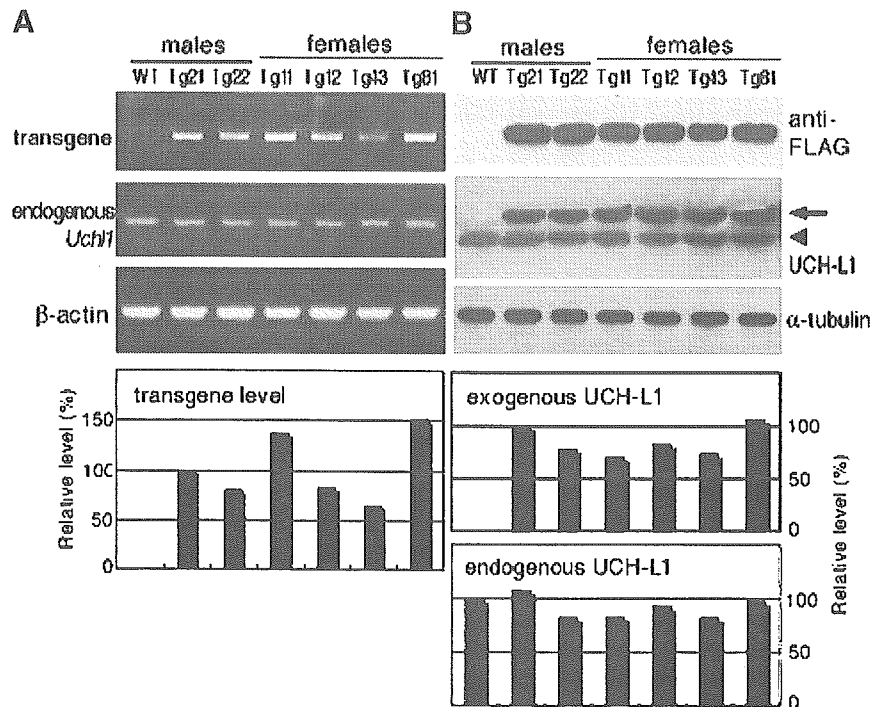 A
males females
WT Tg21 Tg22 Tg11 Tg12 Tg43 Tg81
transgene
endogenous
Uchl1
β-actin
transgene level
Relative level (%)
150
100
50
0
B
males females
WT Tg21 Tg22 Tg11 Tg12 Tg43 Tg81
anti-
FLAG
UCH-L1
α-tubulin
exogenous UCH-L1
100
50
0
endogenous UCH-L1
100
50
0
Relative level (%)